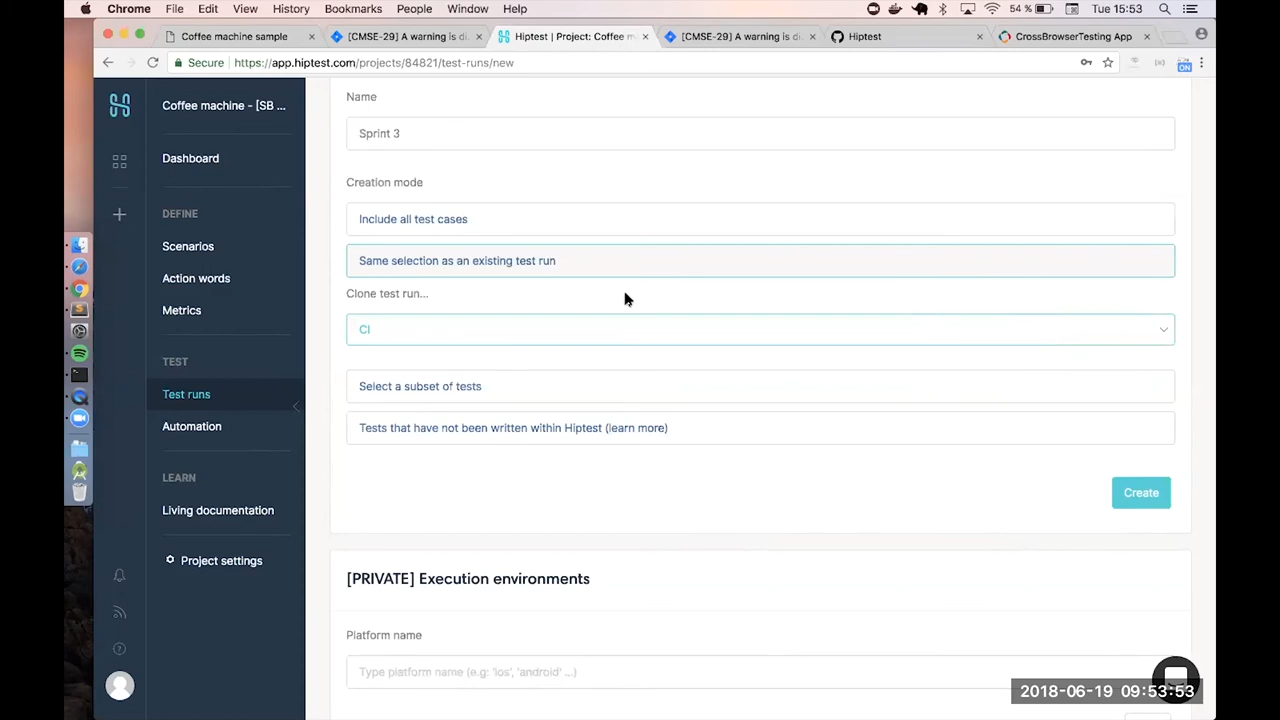 Chrome File Edit View History Bookmarks People Window Help 54 % Tue 15:53
Coffee machine sample × [CMSE-29] A warning is di... × Hiptest | Project: Coffee m × [CMSE-29] A warning is di... × Hiptest × CrossBrowserTesting App ×
Secure https://app.hiptest.com/projects/84821/test-runs/new
ON
Coffee machine - [SB ...
Dashboard
DEFINE
Scenarios
Action words
Metrics
TEST
Test runs
Automation
LEARN
Living documentation
Project settings
Name
Sprint 3
Creation mode
Include all test cases
Same selection as an existing test run
Clone test run...
CI
Select a subset of tests
Tests that have not been written within Hiptest (learn more)
Create
[PRIVATE] Execution environments
Platform name
Type platform name (e.g: 'ios', 'android' ...)
2018-06-19 09:53:53